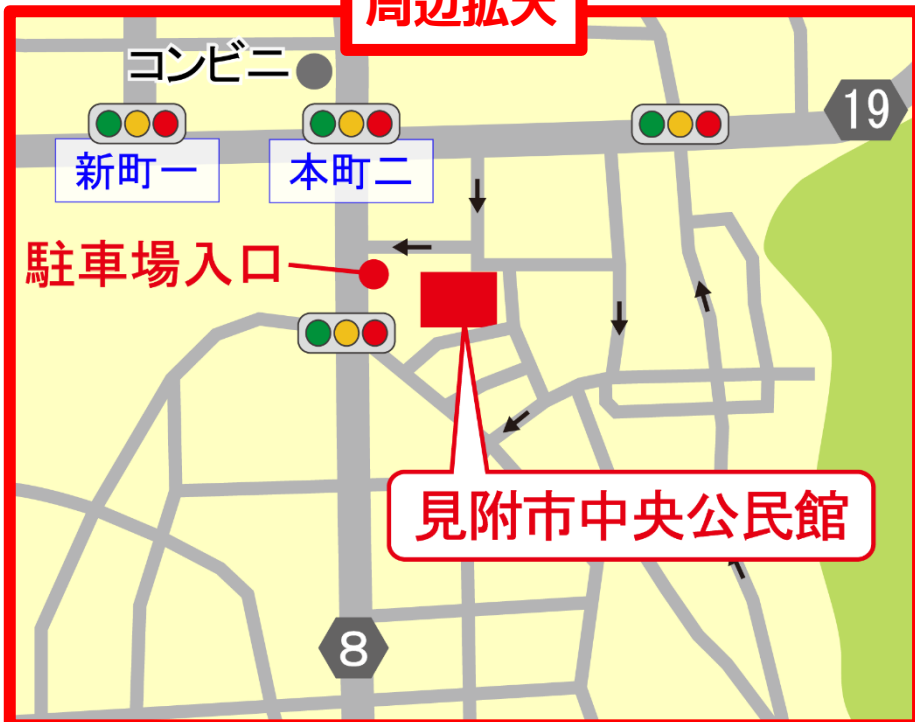 周辺拡大
コンビニ
19
新町一
本町二
駐車場入口
見附市中央公民館
8